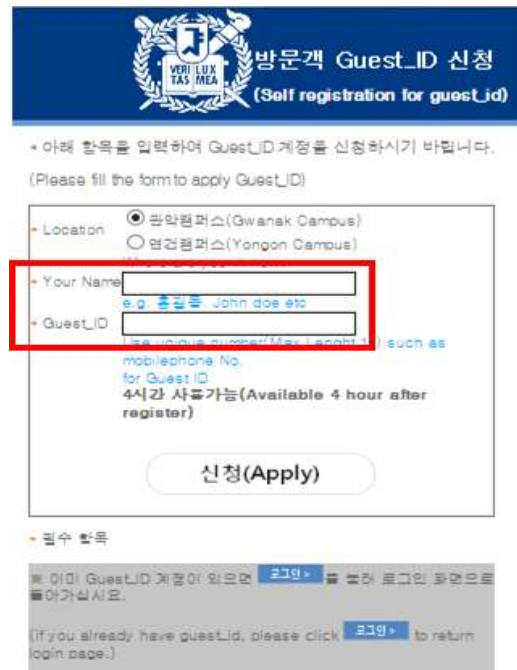 VERI LUX
TAS MEA
방문객 Guest_ID 신청
(Self registration for guest_id)
* 아래 항목을 입력하여 Guest_ID 계정을 신청하시기 바랍니다.
(Please fill the form to apply Guest_ID)
Location
관악캠퍼스(Gwanak Campus)
연건캠퍼스(Yongon Campus)
Your Name
e.g. 홍길동. John doe etc
Guest_ID
Use unique number(Max Lenght such as
mobilephone No.
for Guest ID
4시간 사용가능(Available 4 hour after
register)
신청(Apply)
필수 항목
※ 이미 Guest_ID 계정이 있으면 로그인 > 를 눌러 로그인 화면으로
돌아가십시요.
(if you already have guest_id, please click 로그인 > to return
login page.)